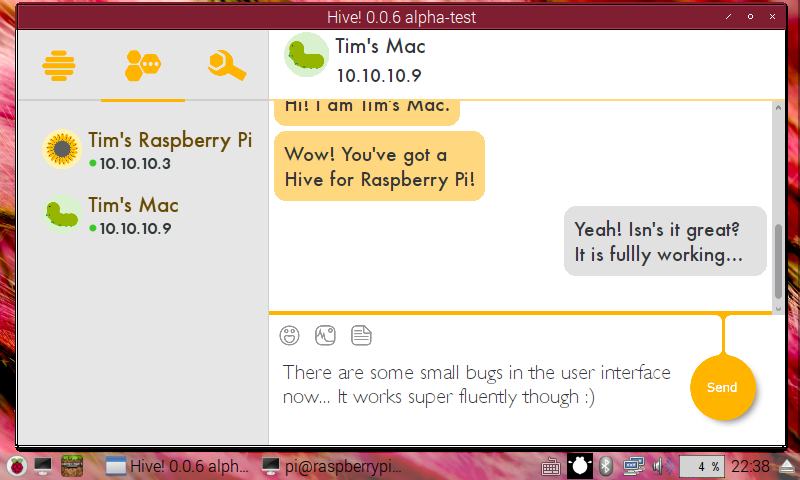 Hive! 0.0.6 alpha-test
Tim's Raspberry Pi
10.10.10.3
Tim's Mac
10.10.10.9
Tim's Mac
10.10.10.9
Hi! I am Tim's Mac.
Wow! You've got a
Hive for Raspberry Pi!
Yeah! Isn's it great?
It is fullly working...
There are some small bugs in the user interface
now... It works super fluently though :)
Send
Hive! 0.0.6 alph...
pi@raspberrypi...
4 %
22:38